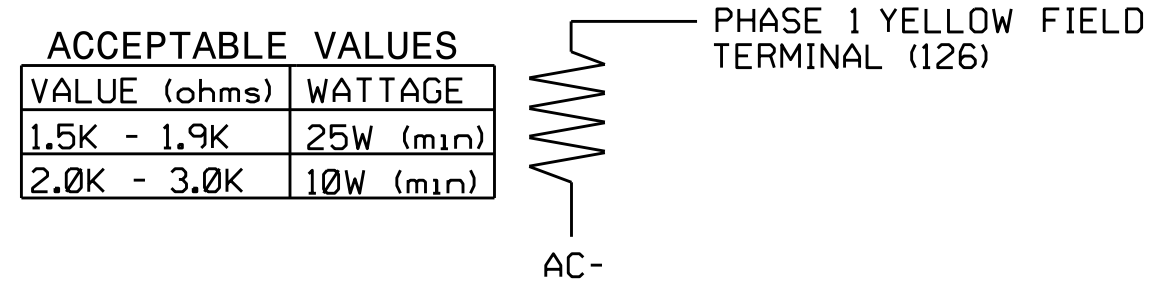 ACCEPTABLE VALUES
VALUE (ohms) WATTAGE
1.5K - 1.9K 25W (min)
2.0K - 3.0K 10W (min)
PHASE 1 YELLOW FIELD
TERMINAL (126)
AC-